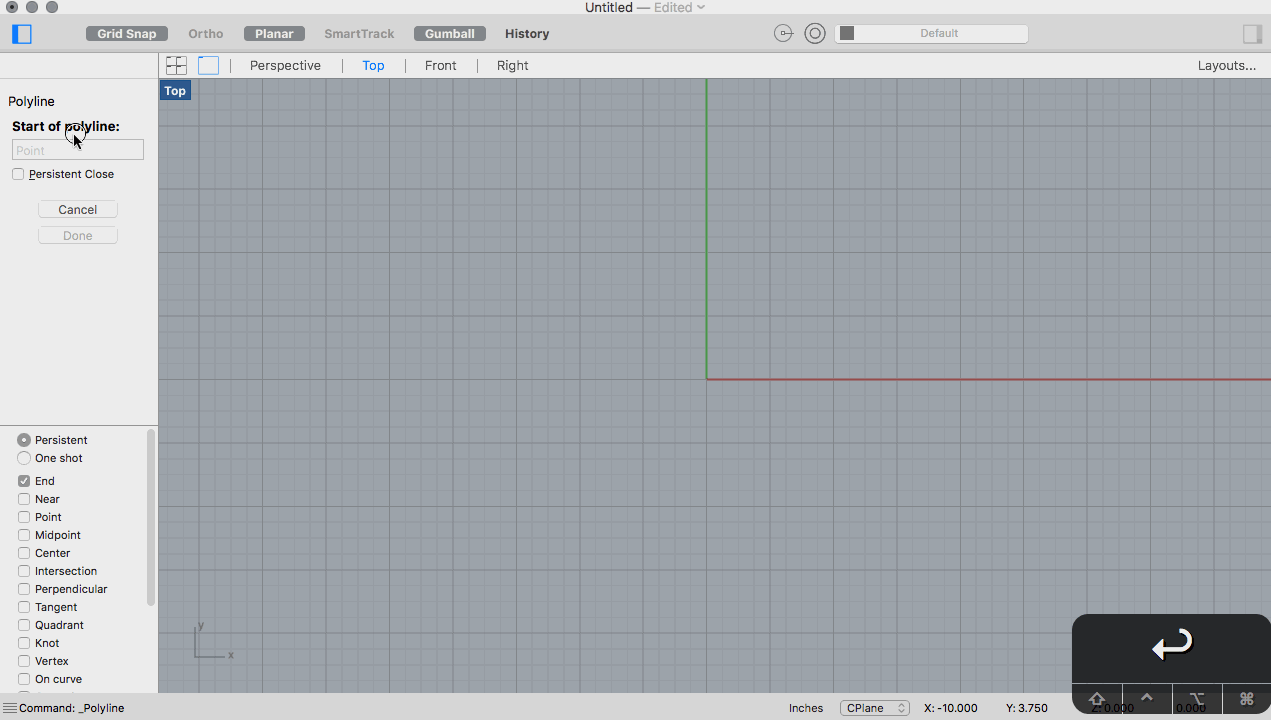 Untitled — Edited
Grid Snap Ortho Planar SmartTrack Gumball History Default
Perspective Top Front Right Layouts...
Top
Polyline
Start of polyline:
Point
Persistent Close
Cancel
Done
Persistent
One shot
End
Near
Point
Midpoint
Center
Intersection
Perpendicular
Tangent
Quadrant
Knot
Vertex
On curve
y
x
Command: _Polyline Inches CPlane X: -10.000 Y: 3.750 Z: 0.000 0.000